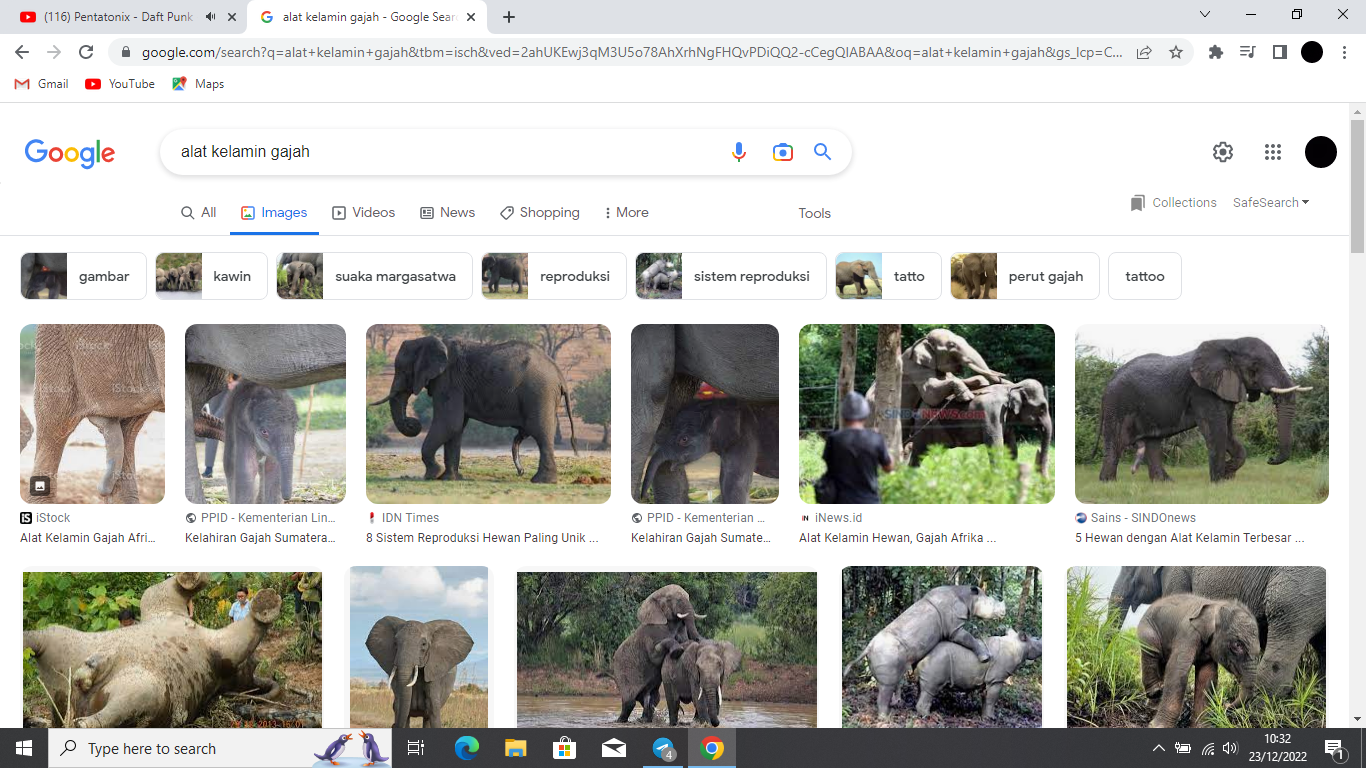 (116) Pentatonix - Daft Punk
alat kelamin gajah - Google Sear
google.com/search?q=alat+kelamin+gajah&tbm=isch&ved=2ahUKEwj3qM3U5o78AhXrhNgFHQvPDiQQ2-cCegQIABAA&oq=alat+kelamin+gajah&gs_lcp=C...
Gmail YouTube Maps
Google
alat kelamin gajah
All Images Videos News Shopping More Tools
Collections SafeSearch
gambar kawin suaka margasatwa reproduksi sistem reproduksi tatto perut gajah tattoo
iStock
SINDONEWS.com
iStock PPID - Kementerian Lin... IDN Times PPID - Kementerian ... iNews.id Sains - SINDOnews
Alat Kelamin Gajah Afri... Kelahiran Gajah Sumatera... 8 Sistem Reproduksi Hewan Paling Unik ... Kelahiran Gajah Sumate... Alat Kelamin Hewan, Gajah Afrika ... 5 Hewan dengan Alat Kelamin Terbesar ...
Type here to search
4
10:32
23/12/2022
1